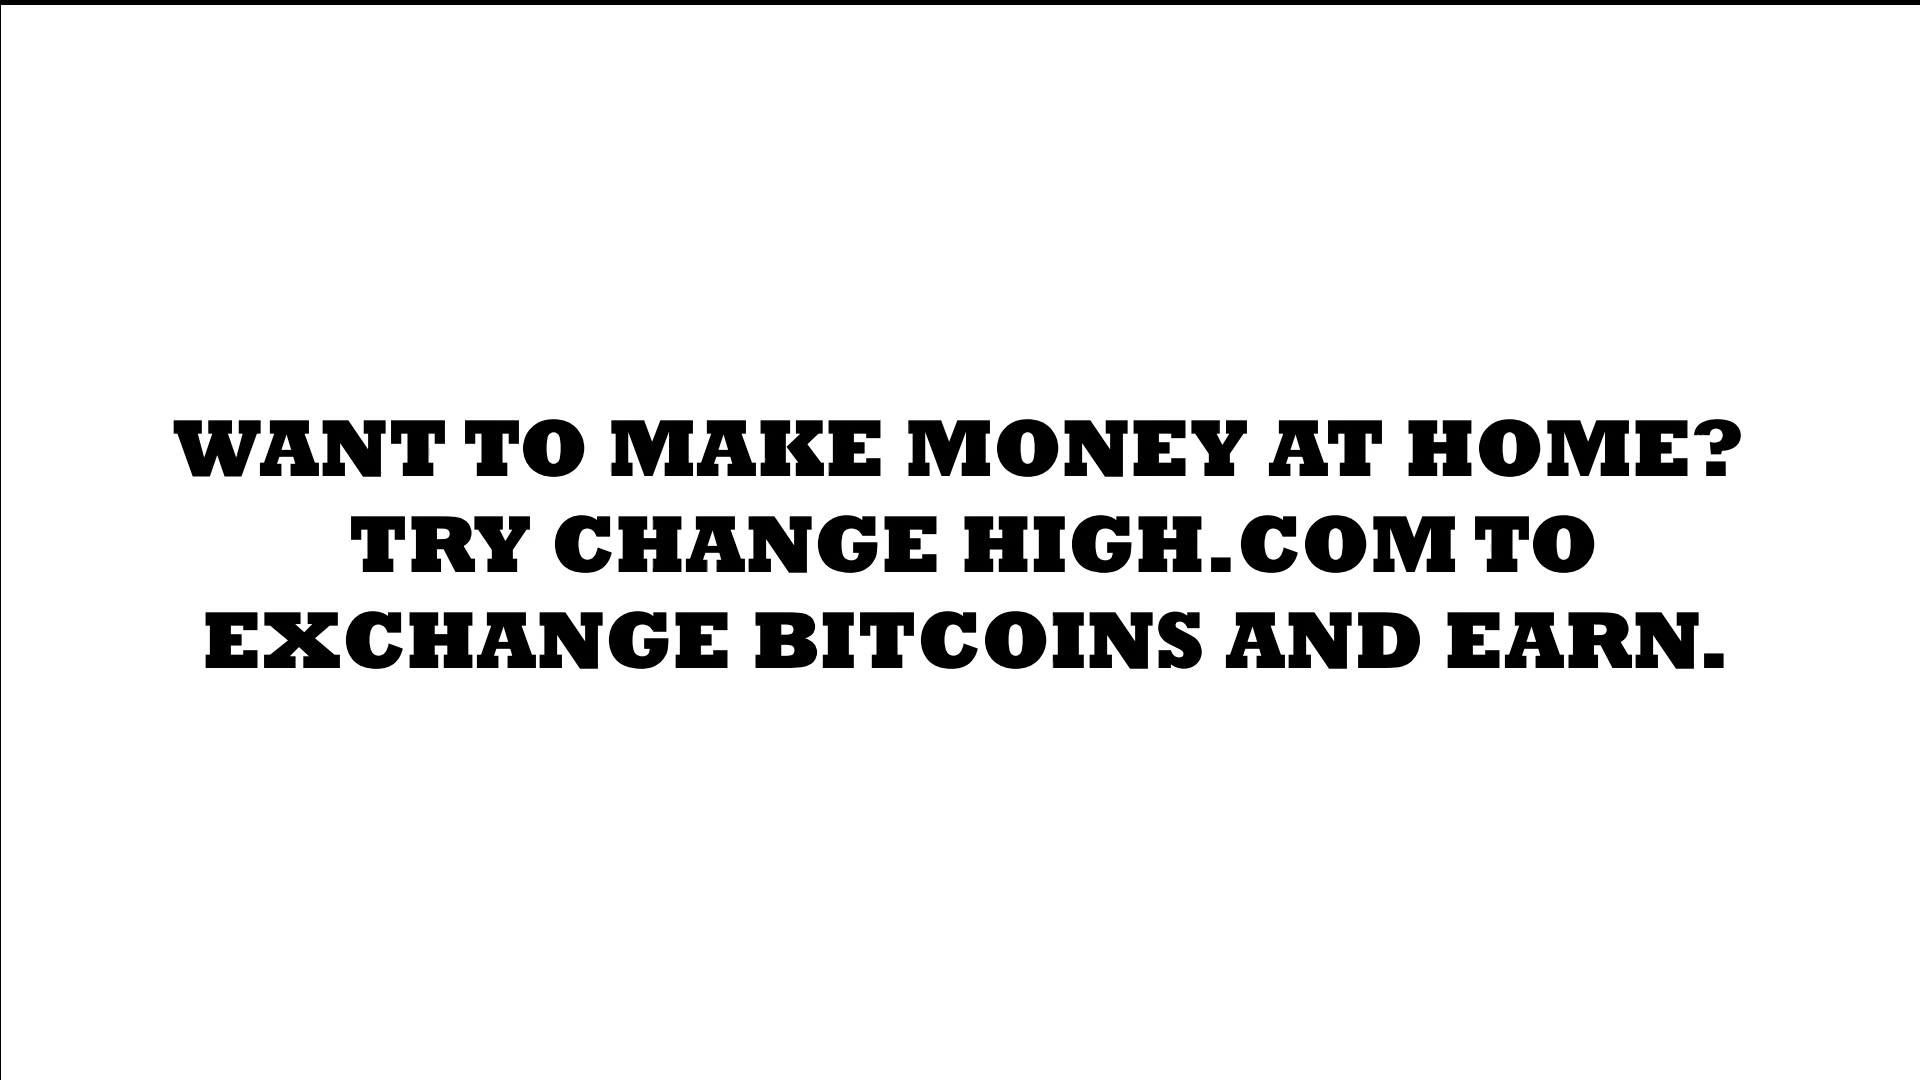 WANT TO MAKE MONEY AT HOME?
TRY CHANGE HIGH.COM TO
EXCHANGE BITCOINS AND EARN.